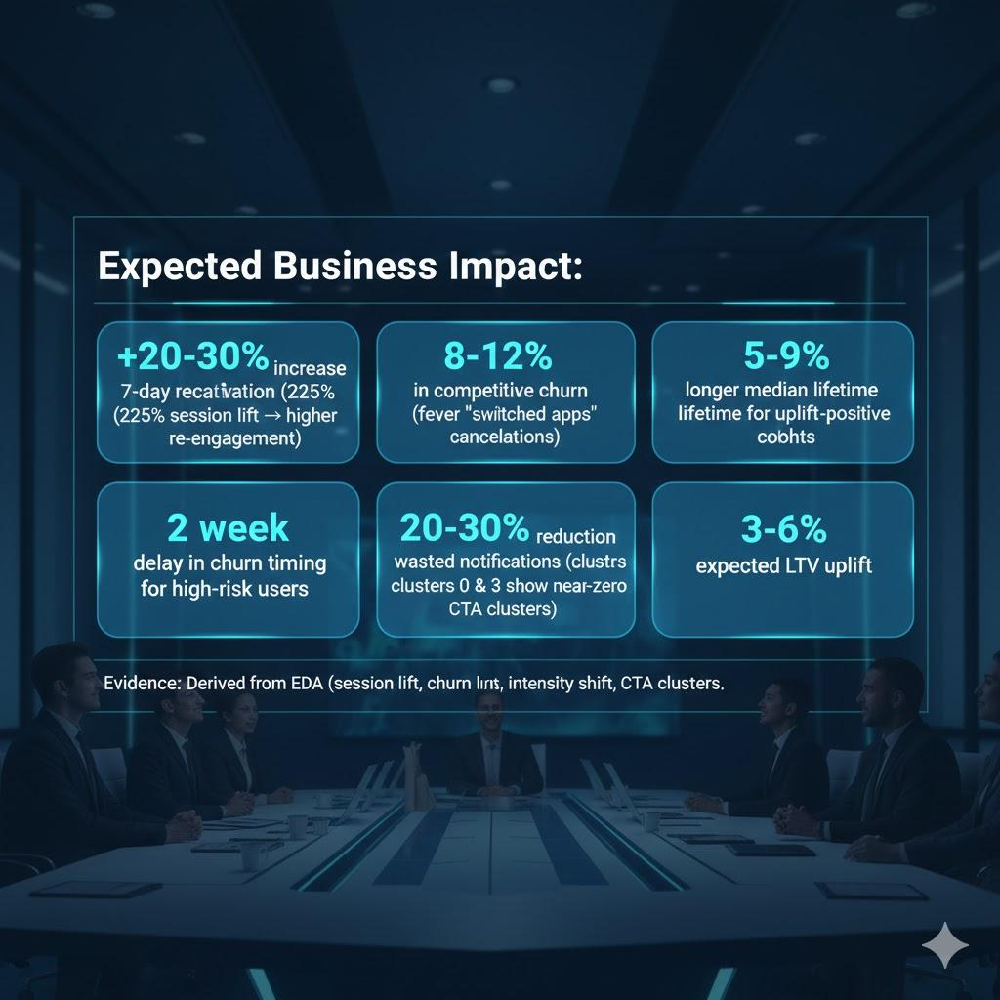 Expected Business Impact:
+20-30% increase
7-day recativation (225%
(225% session lift → higher
re-engagement)
8-12%
in competitive churn
(fever "switched apps"
cancelations)
5-9%
longer median lifetime
lifetime for uplift-positive
cobhts
2 week
delay in churn timing
for high-risk users
20-30% reduction
wasted notifications (clustrs
clusters 0 & 3 show near-zero
CTA clusters)
3-6%
expected LTV uplift
Evidence: Derived from EDA (session lift, churn intensity shift, CTA clusters.